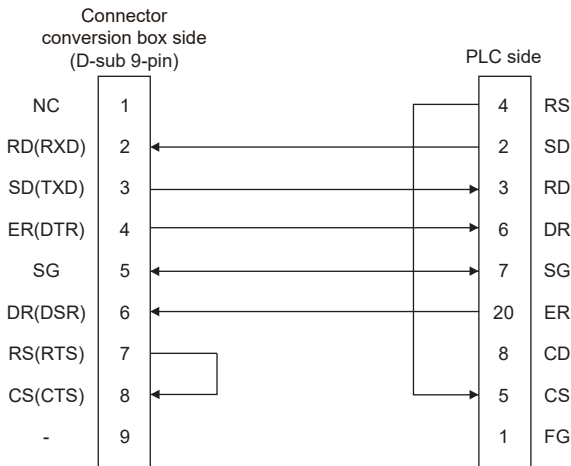 Connector
conversion box side
(D-sub 9-pin)
PLC side
NC 1 4 RS
RD(RXD) 2 2 SD
SD(TXD) 3 3 RD
ER(DTR) 4 6 DR
SG 5 7 SG
DR(DSR) 6 20 ER
RS(RTS) 7 8 CD
CS(CTS) 8 5 CS
- 9 1 FG